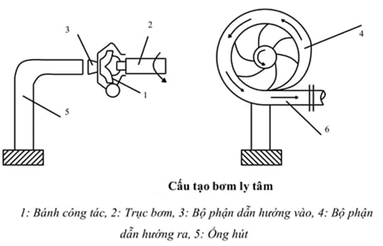 3
2
4
1
5
6
Cấu tạo bơm ly tâm
1: Bánh công tác, 2: Trục bơm, 3: Bộ phận dẫn hướng vào, 4: Bộ phận
dẫn hướng ra, 5: Ống hút